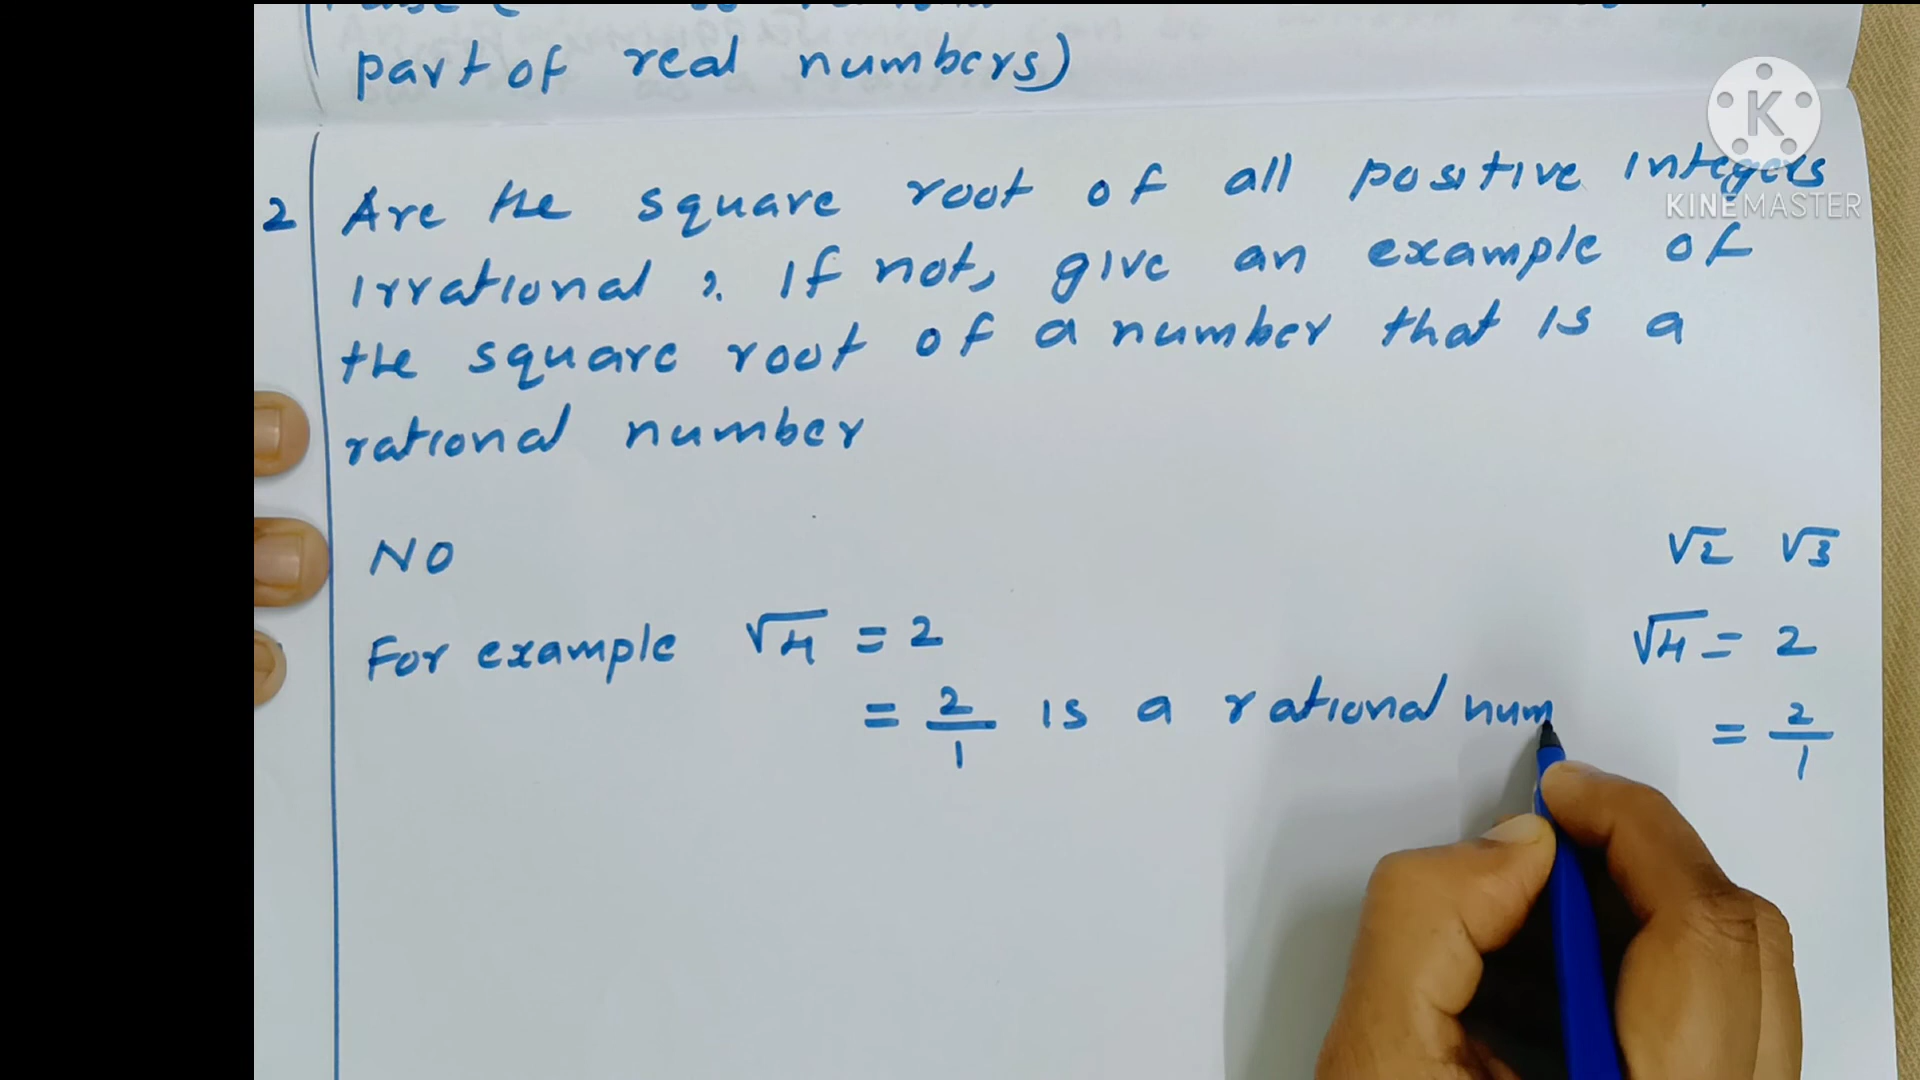 part of real numbers)
K
KINEMASTER
2 Are the square root of all positive integers
irrational ? If not, give an example of
the square root of a number that is a
rational number
NO
√2 √3
For example √4 = 2
√4 = 2
= 2/1 is a rational num
= 2/1